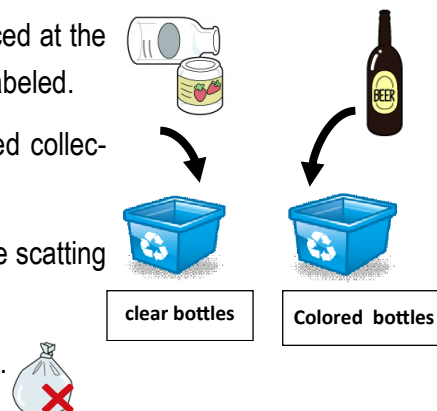 ced at the
abeled.
ed collec-
e scatting
.
BEER
clear bottles
Colored bottles